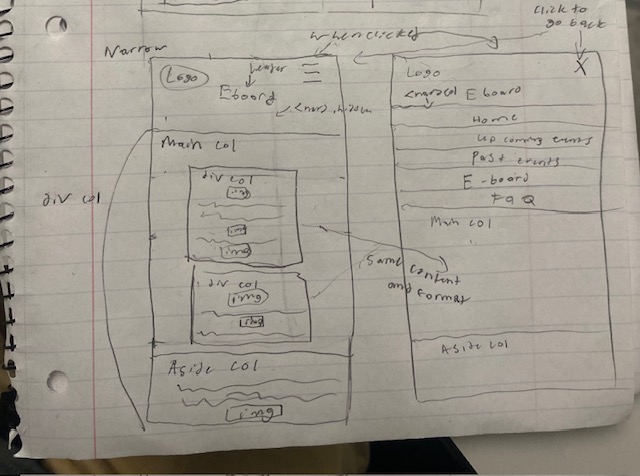 Narrow
when clicked
click to
go back
Logo
header
Eboard
Main col
div col
div col
img
img
img
div col
img
img
Aside col
img
Same content
and format
Logo
X
<nav col
Eboard
Home
Up coming events
Past events
E-board
FaQ
Main col
Aside col